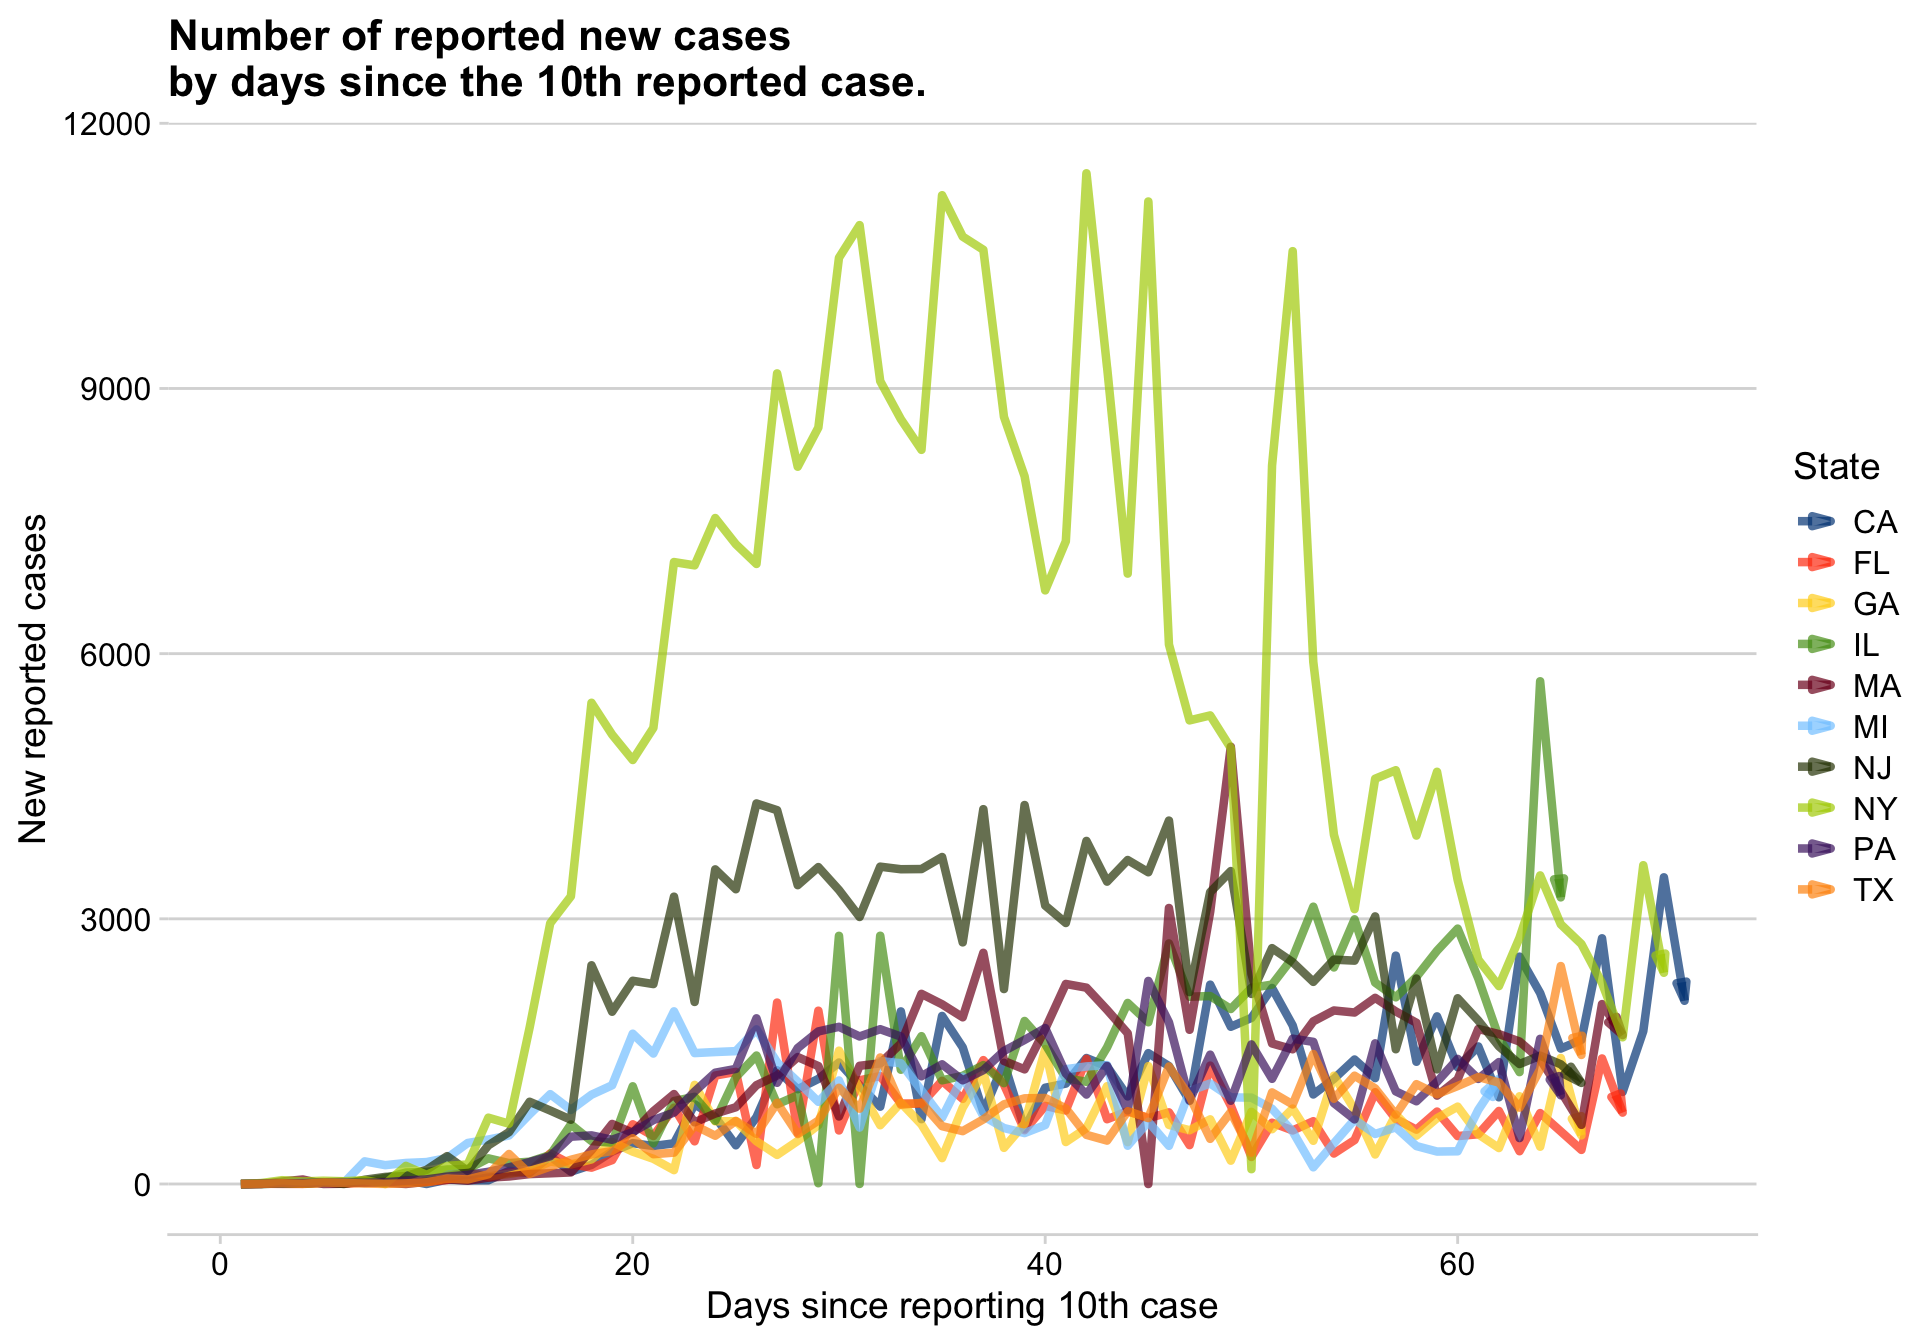 Number of reported new cases
by days since the 10th reported case.
12000
9000
6000
3000
0
New reported cases
0
20
40
60
Days since reporting 10th case
State
CA
FL
GA
IL
MA
MI
NJ
NY
PA
TX